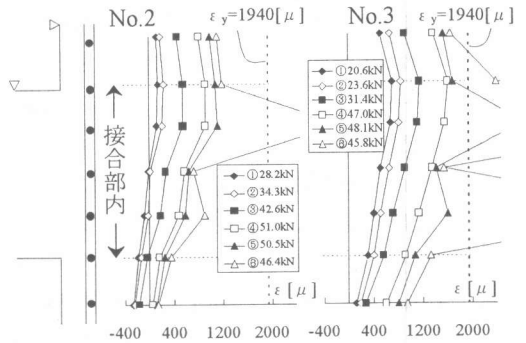 No.2
ε y=1940[μ]
No.3
ε y=1940[μ]
接合部内
①20.6kN
②23.6kN
③31.4kN
④47.0kN
⑤48.1kN
⑥45.8kN
①28.2kN
②34.3kN
③42.6kN
④51.0kN
⑤50.5kN
⑥46.4kN
ε [μ]
ε [μ]
-400 400 1200 2000
-400 400 1200 2000